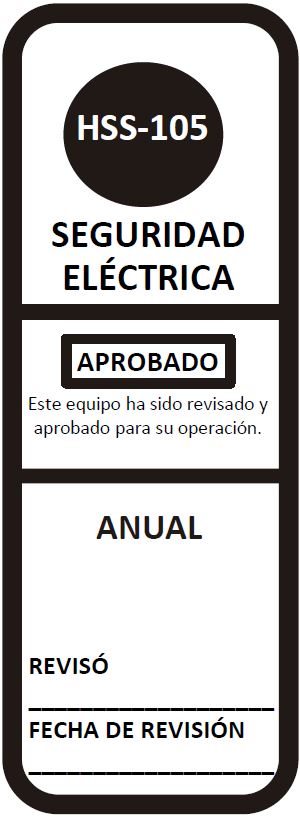 HSS-105
SEGURIDAD
ELÉCTRICA
APROBADO
Este equipo ha sido revisado y
aprobado para su operación.
ANUAL
REVISÓ
FECHA DE REVISIÓN